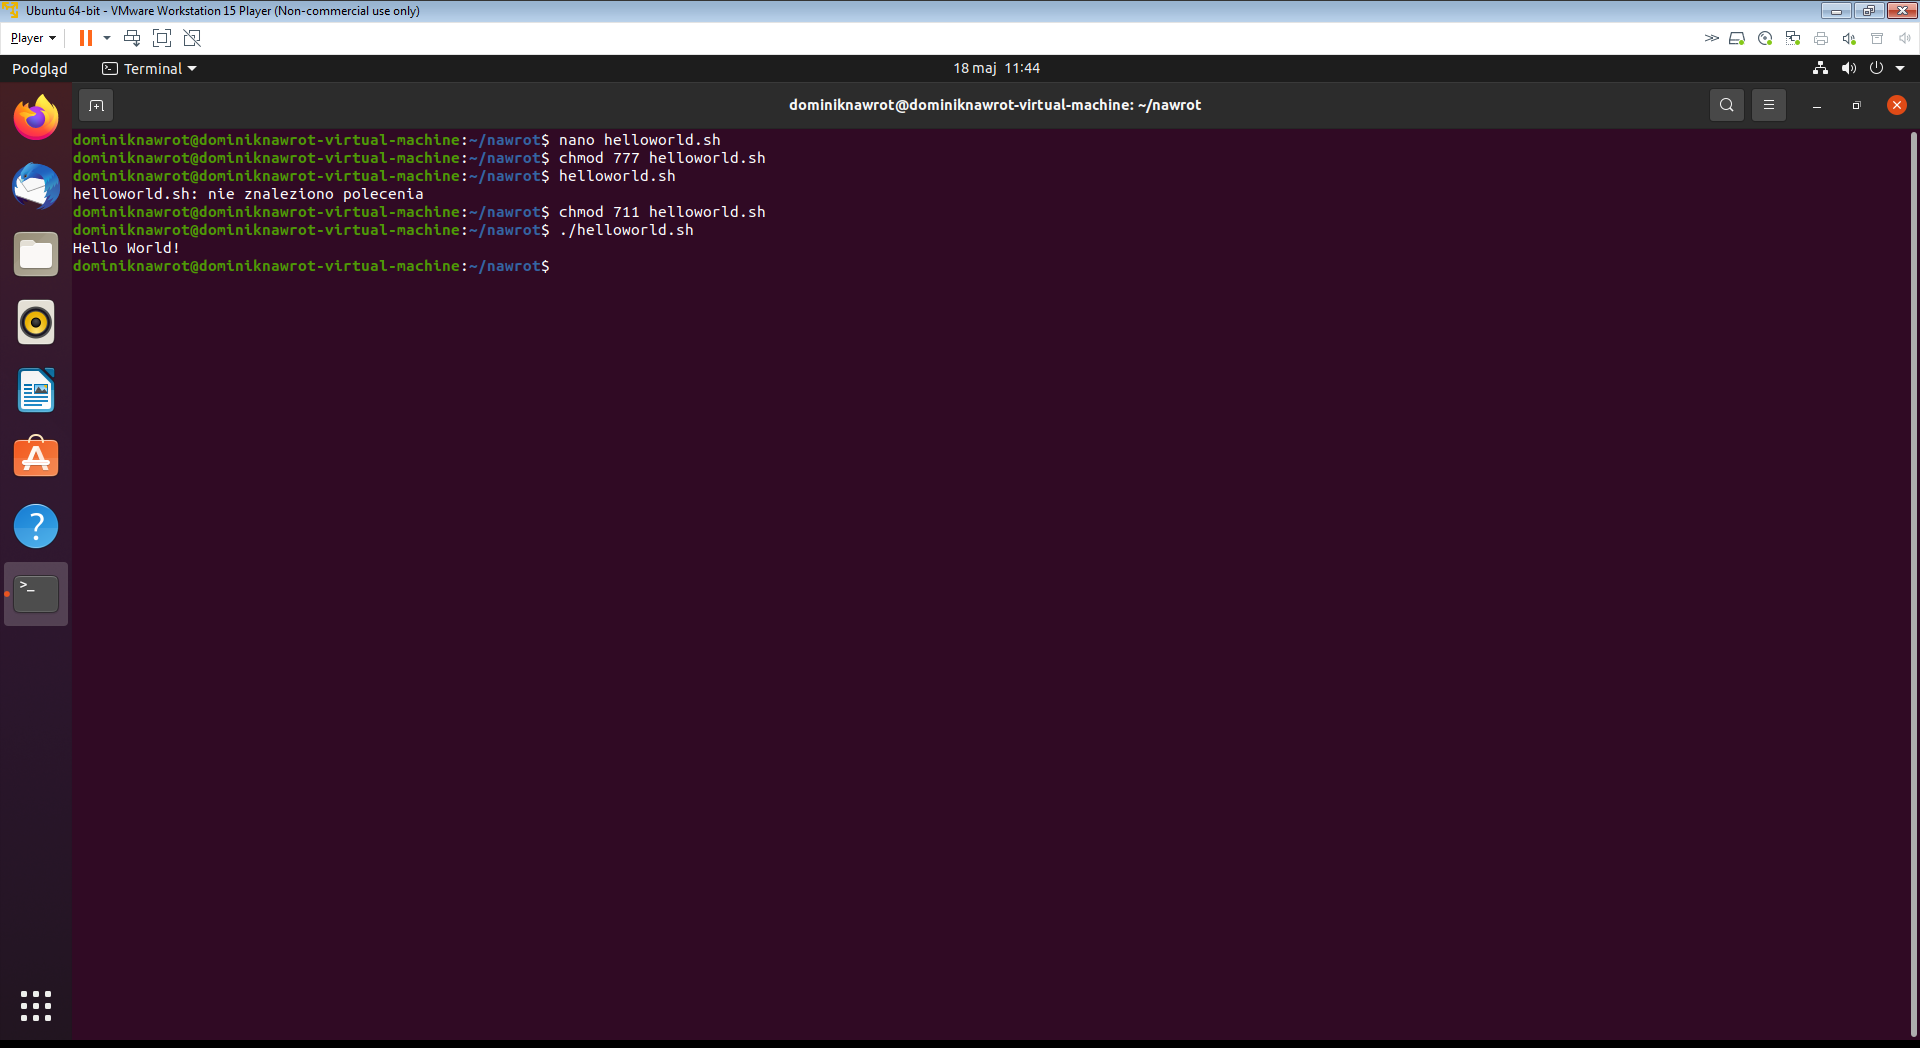 Ubuntu 64-bit - VMware Workstation 15 Player (Non-commercial use only)
Player
Podgląd Terminal 18 maj 11:44
dominiknawrot@dominiknawrot-virtual-machine: ~/nawrot
dominiknawrot@dominiknawrot-virtual-machine:~/nawrot$ nano helloworld.sh
dominiknawrot@dominiknawrot-virtual-machine:~/nawrot$ chmod 777 helloworld.sh
dominiknawrot@dominiknawrot-virtual-machine:~/nawrot$ helloworld.sh
helloworld.sh: nie znaleziono polecenia
dominiknawrot@dominiknawrot-virtual-machine:~/nawrot$ chmod 711 helloworld.sh
dominiknawrot@dominiknawrot-virtual-machine:~/nawrot$ ./helloworld.sh
Hello World!
dominiknawrot@dominiknawrot-virtual-machine:~/nawrot$